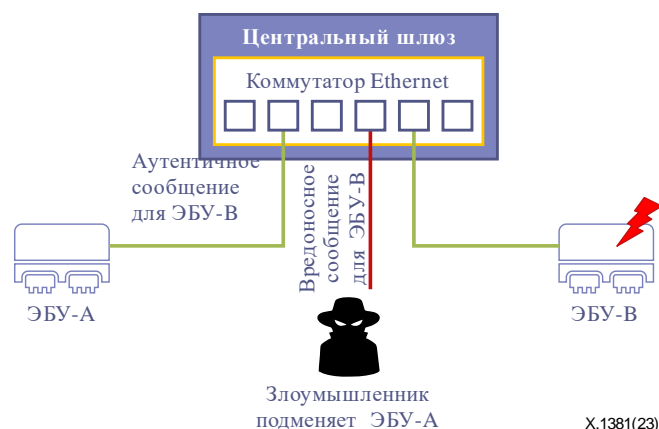 Центральный шлюз
Коммутатор Ethernet
Аутентичное
сообщение
для ЭБУ-B
Вредоносное
сообщение
для ЭБУ-B
ЭБУ-A
ЭБУ-B
Злоумышленник
подменяет ЭБУ-A
X.1381(23)